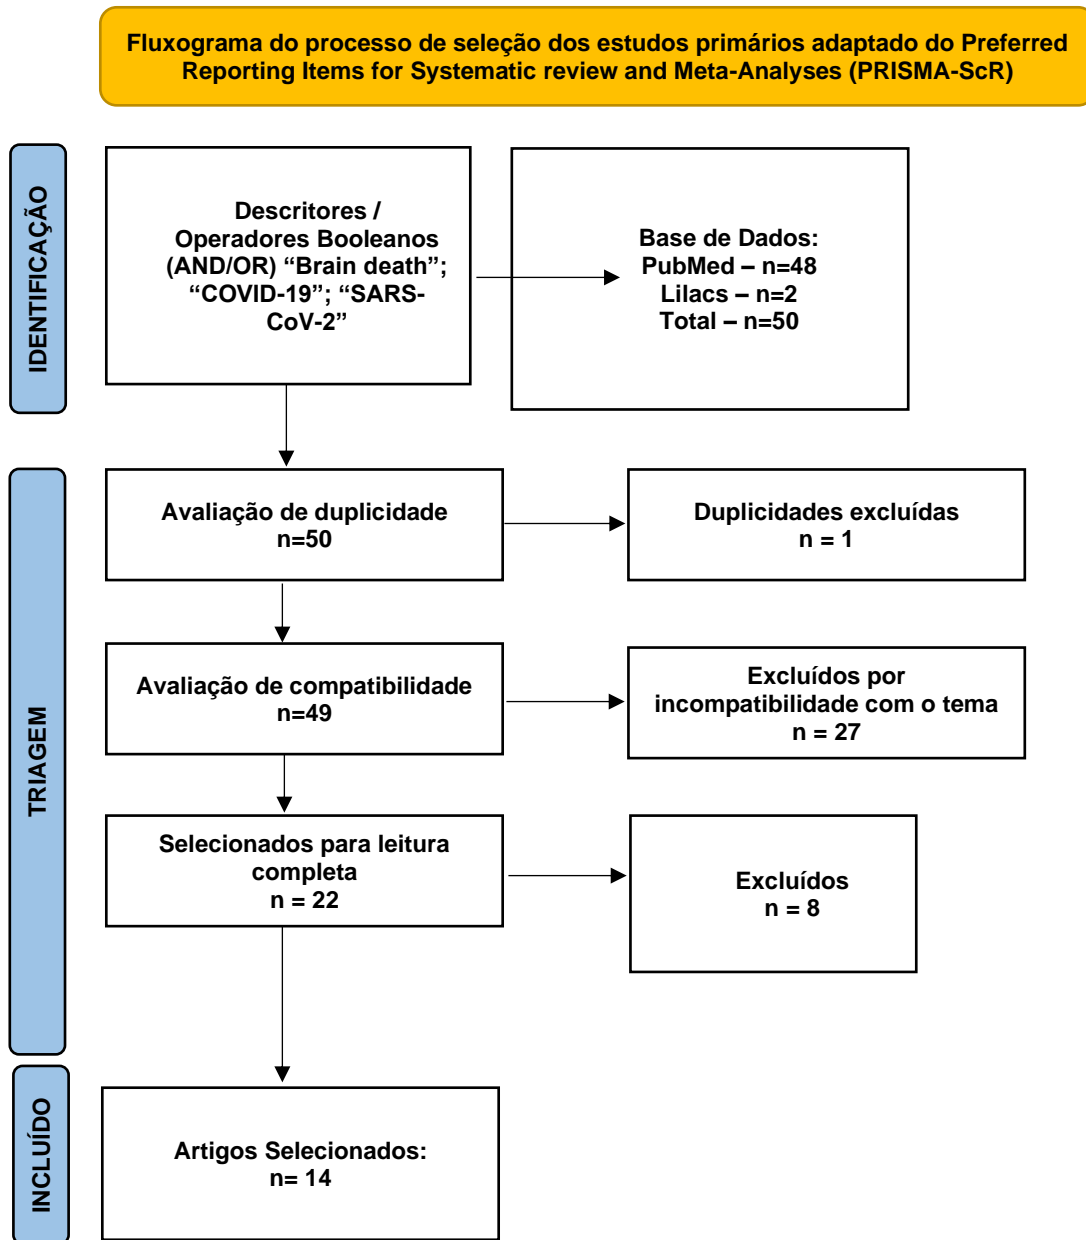 Fluxograma do processo de seleção dos estudos primários adaptado do Preferred
Reporting Items for Systematic review and Meta-Analyses (PRISMA-ScR)
IDENTIFICAÇÃO
Descritores /
Operadores Booleanos
(AND/OR) “Brain death”;
“COVID-19”; “SARS-
CoV-2”
Base de Dados:
PubMed – n=48
Lilacs – n=2
Total – n=50
TRIAGEM
Avaliação de duplicidade
n=50
Duplicidades excluídas
n = 1
Avaliação de compatibilidade
n=49
Excluídos por
incompatibilidade com o tema
n = 27
Selecionados para leitura
completa
n = 22
Excluídos
n = 8
INCLUÍDO
Artigos Selecionados:
n= 14